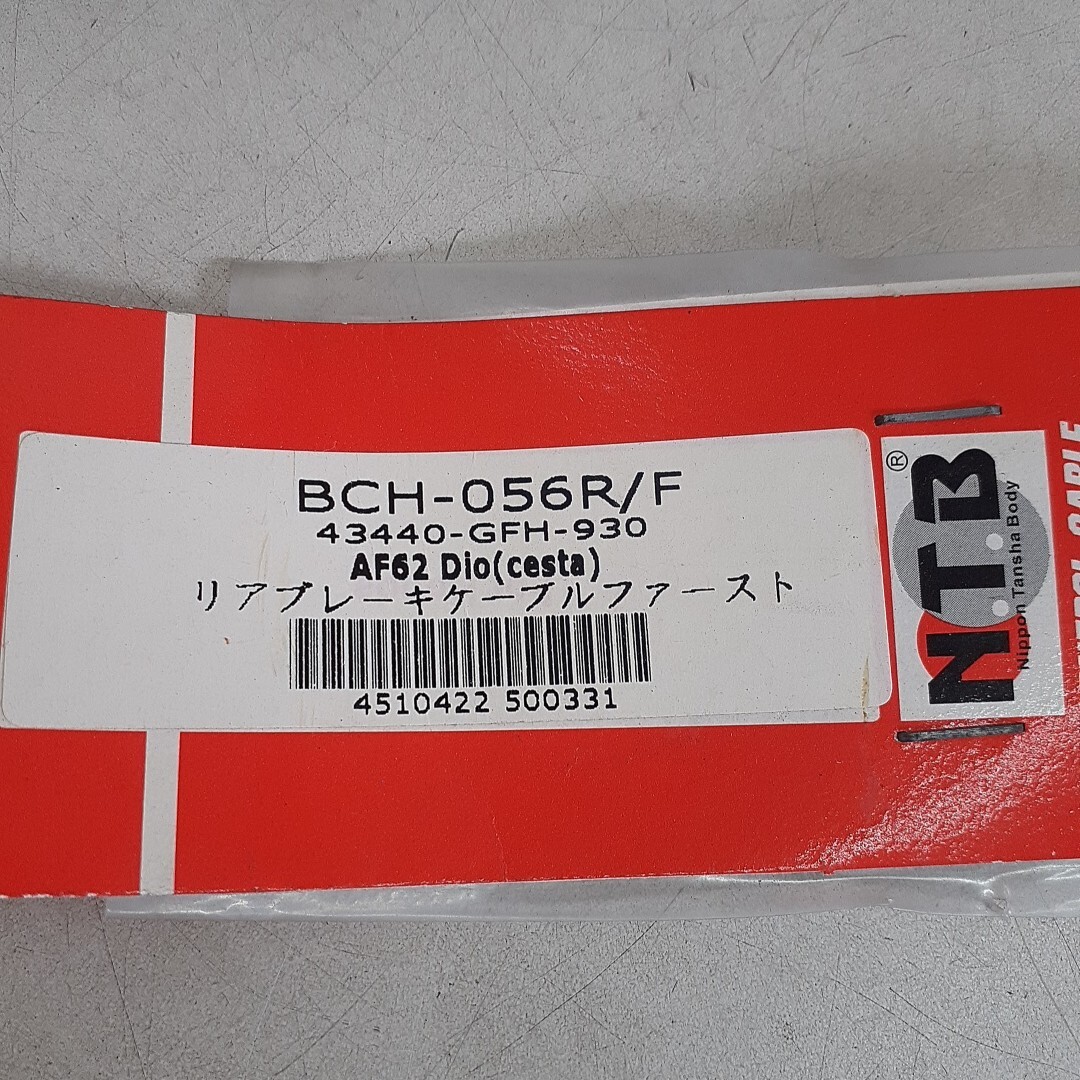 BCH-056R/F
43440-GFH-930
AF62 Dio(cesta)
リアブレーキケーブルファースト
4510422 500331
N.T.B
®
Nippon Tansha Body
CABLE